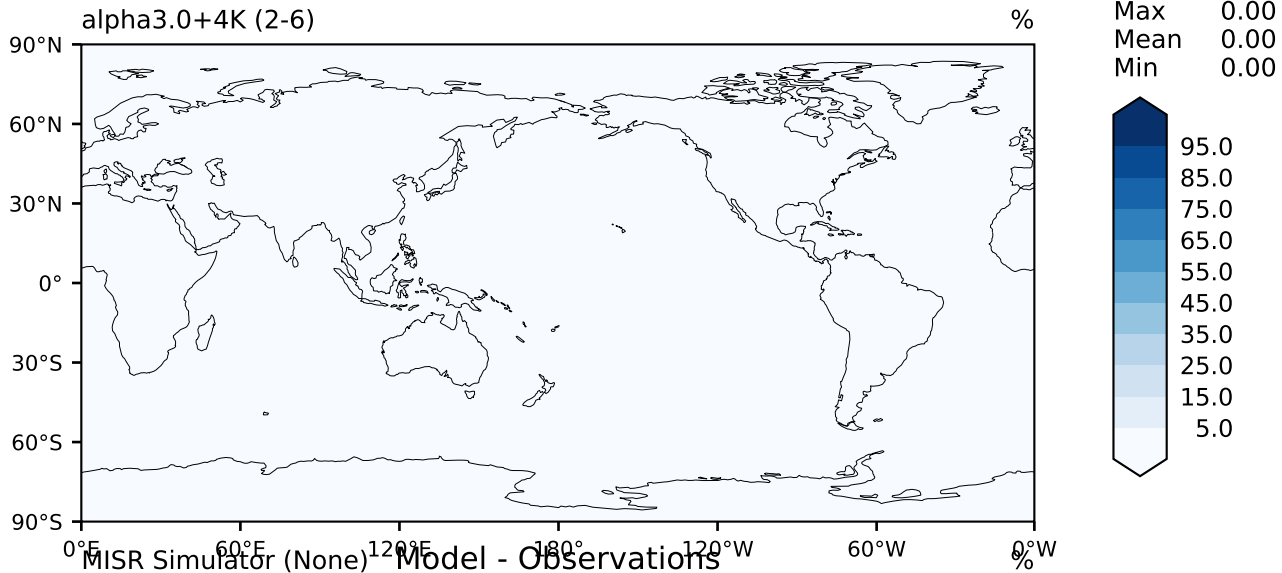 alpha3.0+4K (2-6) %
Max 0.00
Mean 0.00
Min 0.00
90°N
60°N
30°N
0°
30°S
60°S
90°S
95.0
85.0
75.0
65.0
55.0
45.0
35.0
25.0
15.0
5.0
0°E 60°E 120°E 180° 120°W 60°W 0°W
MISR Simulator (None) Model - Observations %